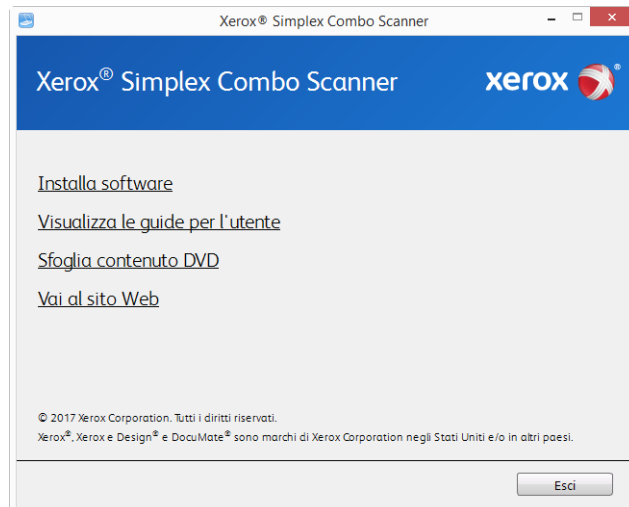 Xerox® Simplex Combo Scanner
Xerox® Simplex Combo Scanner
xerox®
Installa software
Visualizza le guide per l'utente
Sfoglia contenuto DVD
Vai al sito Web
© 2017 Xerox Corporation. Tutti i diritti riservati.
Xerox®, Xerox e Design® e DocuMate® sono marchi di Xerox Corporation negli Stati Uniti e/o in altri paesi.
Esci